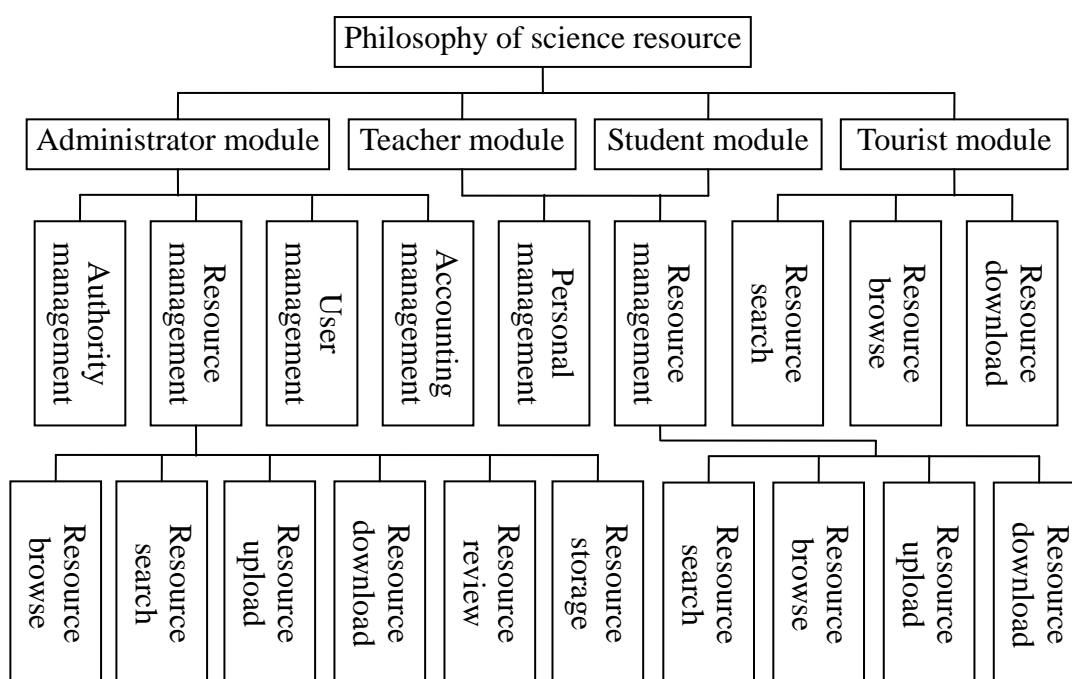 Philosophy of science resource
Administrator module
Teacher module
Student module
Tourist module
Authority
management
Resource
management
User
management
Accounting
management
Personal
management
Resource
management
Resource
search
Resource
browse
Resource
download
Resource
browse
Resource
search
Resource
upload
Resource
download
Resource
review
Resource
storage
Resource
search
Resource
browse
Resource
upload
Resource
download